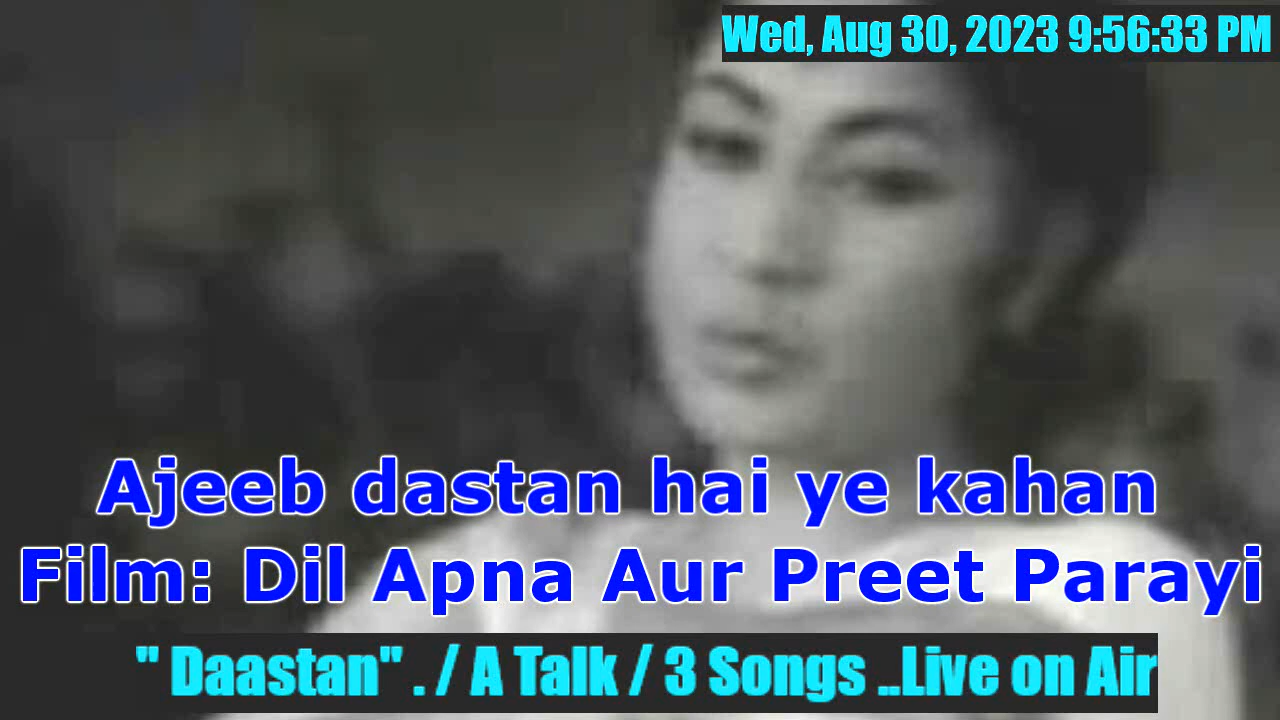 Wed, Aug 30, 2023 9:56:33 PM
Ajeeb dastan hai ye kahan
Film: Dil Apna Aur Preet Parayi
" Daastan" . / A Talk / 3 Songs ..Live on Air